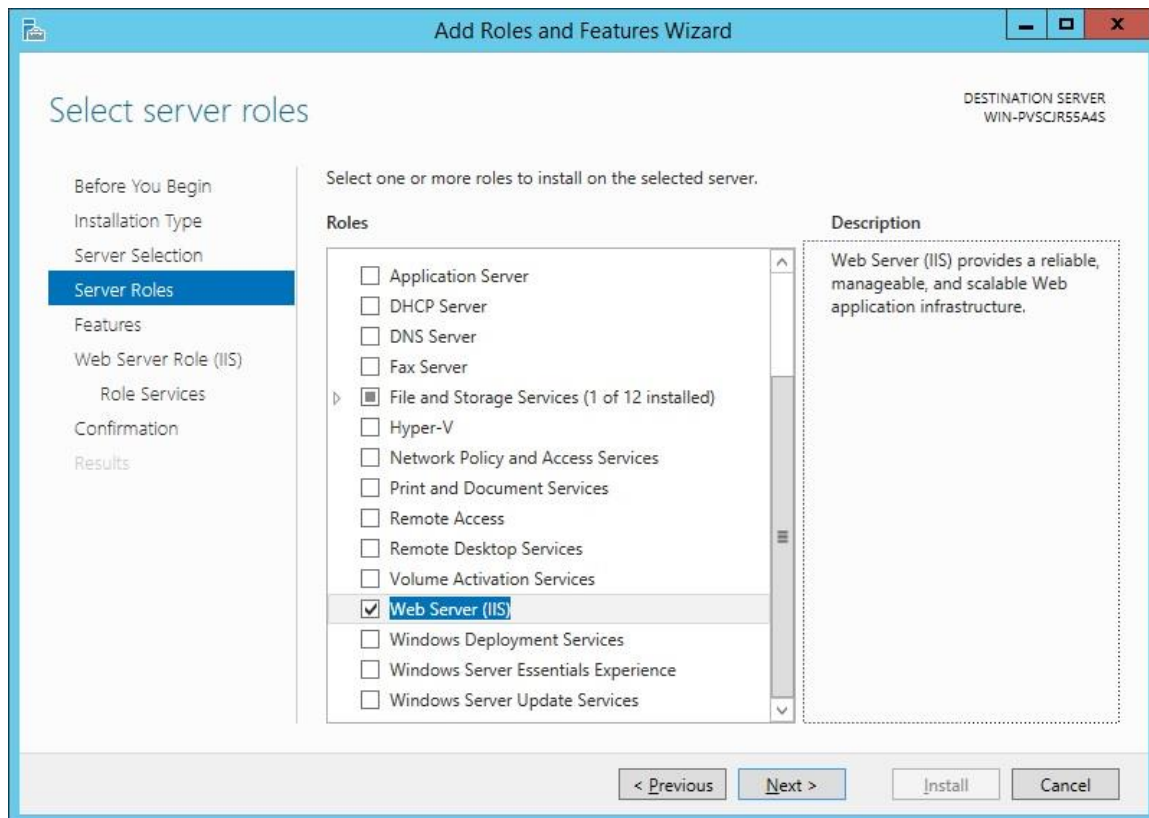 Add Roles and Features Wizard
Select server roles
DESTINATION SERVER
WIN-PVSCJR55A4S
Before You Begin
Installation Type
Server Selection
Server Roles
Features
Web Server Role (IIS)
Role Services
Confirmation
Results
Select one or more roles to install on the selected server.
Roles
Application Server
DHCP Server
DNS Server
Fax Server
File and Storage Services (1 of 12 installed)
Hyper-V
Network Policy and Access Services
Print and Document Services
Remote Access
Remote Desktop Services
Volume Activation Services
Web Server (IIS)
Windows Deployment Services
Windows Server Essentials Experience
Windows Server Update Services
Description
Web Server (IIS) provides a reliable,
manageable, and scalable Web
application infrastructure.
< Previous
Next >
Install
Cancel